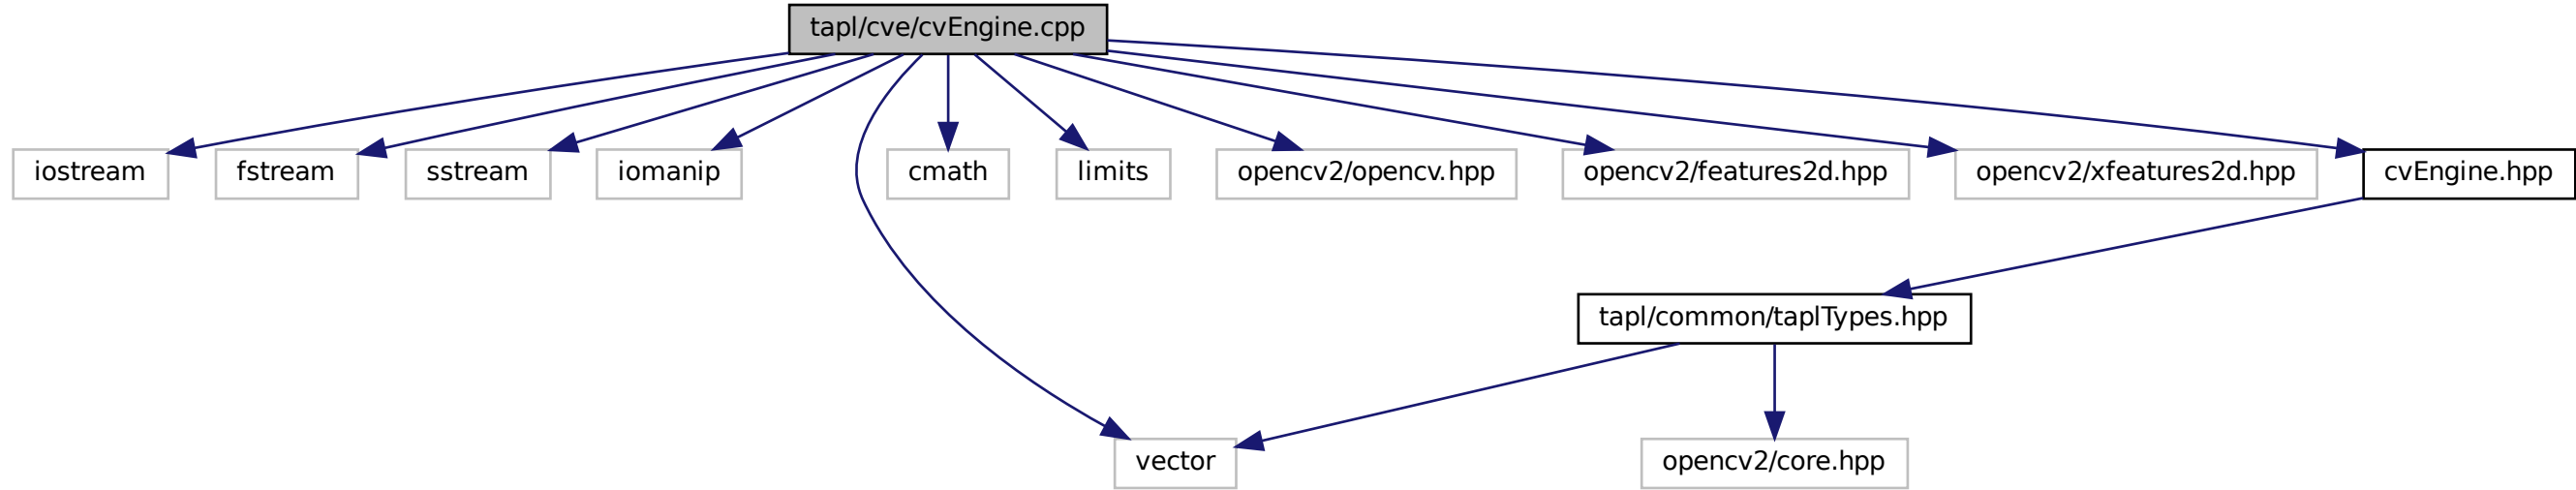 tapl/cve/cvEngine.cpp
iostream
fstream
sstream
iomanip
cmath
limits
opencv2/opencv.hpp
opencv2/features2d.hpp
opencv2/xfeatures2d.hpp
cvEngine.hpp
tapl/common/taplTypes.hpp
vector
opencv2/core.hpp